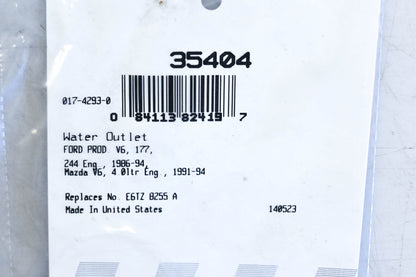 35404
017-4293-0
0 84113 82419 7
Water Outlet
FORD PROD V6, 177,
244 Eng , 1986-94,
Mazda V6, 4 0ltr Eng , 1991-94
Replaces No E6TZ 8255 A
Made In United States 140523